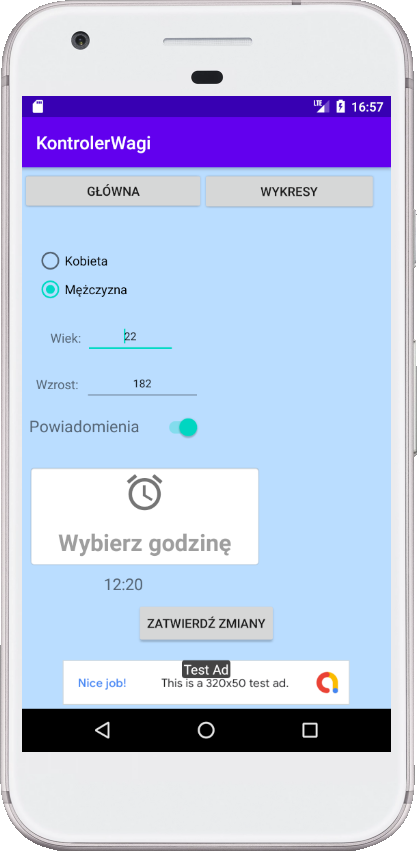 LTE 16:57
KontrolerWagi
GŁÓWNA WYKRESY
Kobieta
Mężczyzna
Wiek: 22
Wzrost: 182
Powiadomienia
Wybierz godzinę
12:20
ZATWIERDŹ ZMIANY
Test Ad
Nice job! This is a 320x50 test ad.